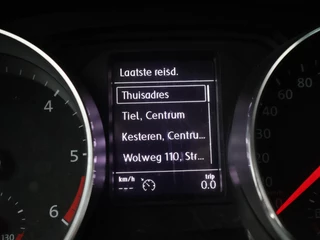 Laatste reisd.
Thuisadres
Tiel, Centrum
Kesteren, Centru...
Wolweg 110, Str...
km/h
---
trip
0.0
4
5
6
130
80
60